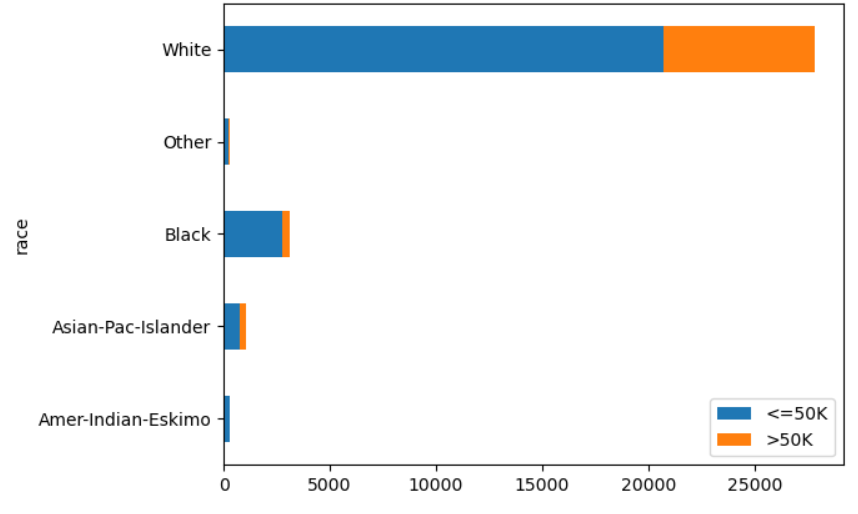 White
Other
Black
Asian-Pac-Islander
Amer-Indian-Eskimo
race
<=50K
>50K
0 5000 10000 15000 20000 25000